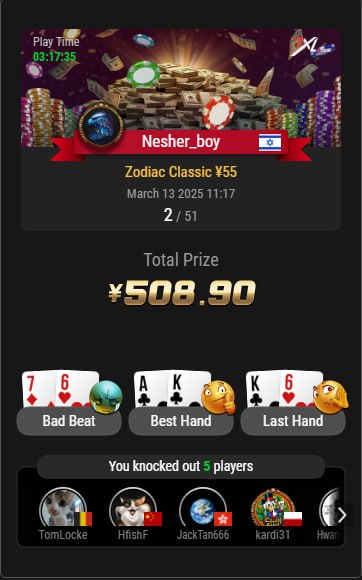 Play Time
03:17:35
XL
Nesher_boy
Zodiac Classic ¥55
March 13 2025 11:17
2 / 51
Total Prize
¥508.90
7 6
A K
K 6
Bad Beat
Best Hand
Last Hand
You knocked out 5 players
TomLocke
HfishF
JackTan666
kardi31
Hwan